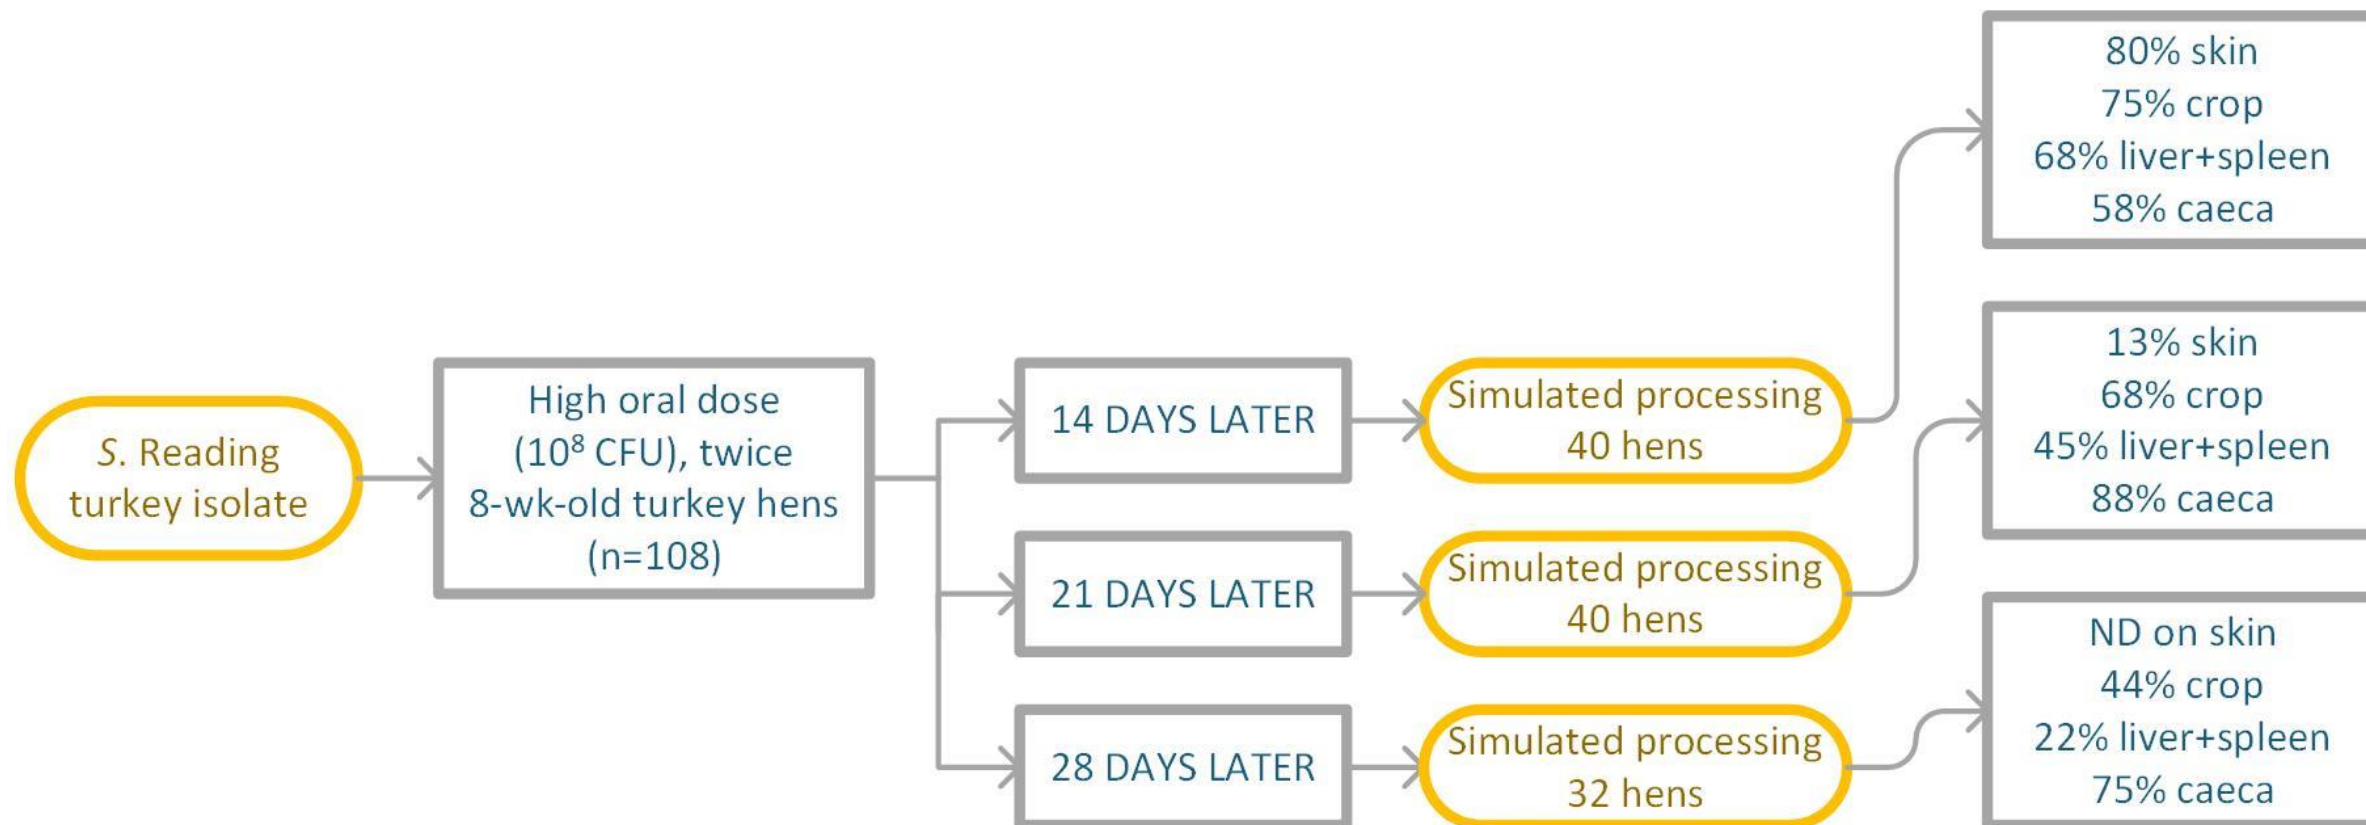 S. Reading
turkey isolate
High oral dose
(10⁸ CFU), twice
8-wk-old turkey hens
(n=108)
14 DAYS LATER
Simulated processing
40 hens
80% skin
75% crop
68% liver+spleen
58% caeca
21 DAYS LATER
Simulated processing
40 hens
13% skin
68% crop
45% liver+spleen
88% caeca
28 DAYS LATER
Simulated processing
32 hens
ND on skin
44% crop
22% liver+spleen
75% caeca